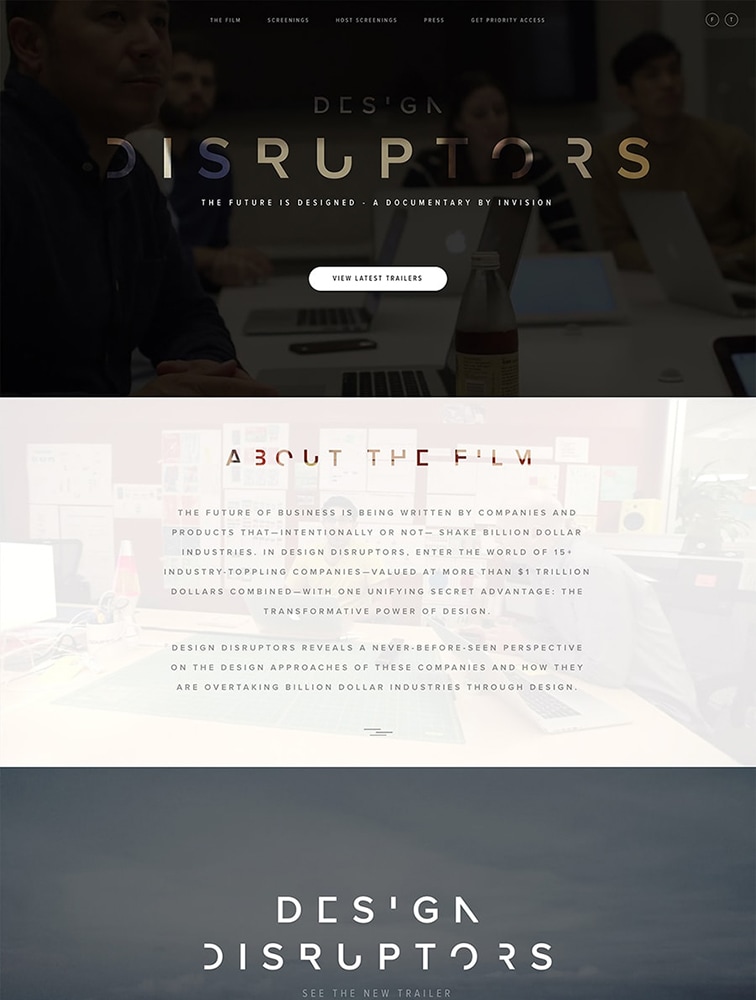 THE FILM SCREENINGS HOST SCREENINGS PRESS GET PRIORITY ACCESS F T
DESIGN
DISRUPTORS
THE FUTURE IS DESIGNED - A DOCUMENTARY BY INVISION
VIEW LATEST TRAILERS
ABOUT THE FILM
THE FUTURE OF BUSINESS IS BEING WRITTEN BY COMPANIES AND
PRODUCTS THAT—INTENTIONALLY OR NOT— SHAKE BILLION DOLLAR
INDUSTRIES. IN DESIGN DISRUPTORS, ENTER THE WORLD OF 15+
INDUSTRY-TOPPLING COMPANIES—VALUED AT MORE THAN $1 TRILLION
DOLLARS COMBINED—WITH ONE UNIFYING SECRET ADVANTAGE: THE
TRANSFORMATIVE POWER OF DESIGN.
DESIGN DISRUPTORS REVEALS A NEVER-BEFORE-SEEN PERSPECTIVE
ON THE DESIGN APPROACHES OF THESE COMPANIES AND HOW THEY
ARE OVERTAKING BILLION DOLLAR INDUSTRIES THROUGH DESIGN.
DESIGN
DISRUPTORS
SEE THE NEW TRAILER